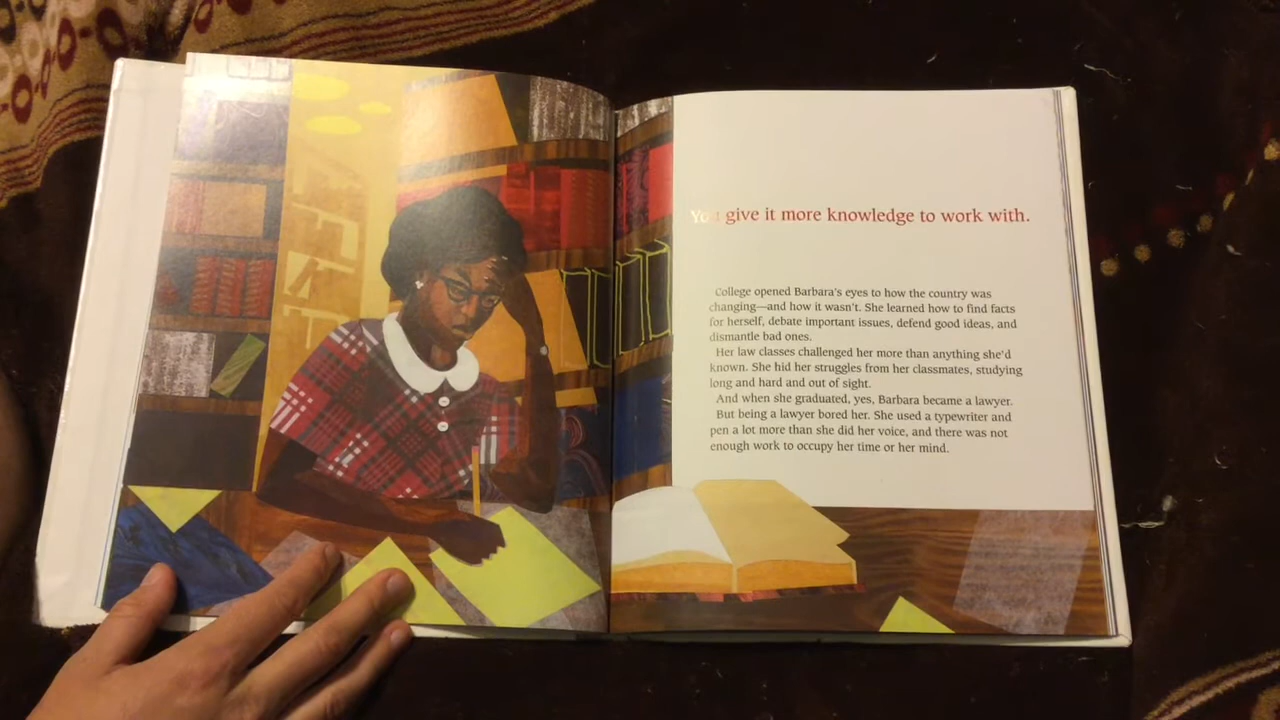 You give it more knowledge to work with.
College opened Barbara's eyes to how the country was
changing—and how it wasn't. She learned how to find facts
for herself, debate important issues, defend good ideas, and
dismantle bad ones.
Her law classes challenged her more than anything she'd
known. She hid her struggles from her classmates, studying
long and hard and out of sight.
And when she graduated, yes, Barbara became a lawyer.
But being a lawyer bored her. She used a typewriter and
pen a lot more than she did her voice, and there was not
enough work to occupy her time or her mind.